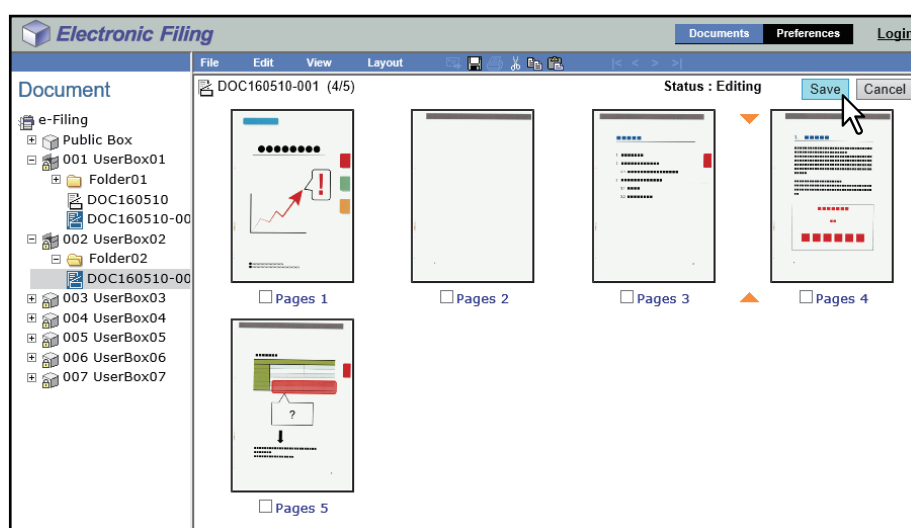 Electronic Filing
Documents Preferences Login
File Edit View Layout |< < > >|
Document
DOC160510-001 (4/5)
Status : Editing
Save Cancel
e-Filing
Public Box
001 UserBox01
Folder01
DOC160510
DOC160510-00
002 UserBox02
Folder02
DOC160510-00
003 UserBox03
004 UserBox04
005 UserBox05
006 UserBox06
007 UserBox07
!
Pages 1
Pages 2
Pages 3
1.
Pages 4
?
Pages 5